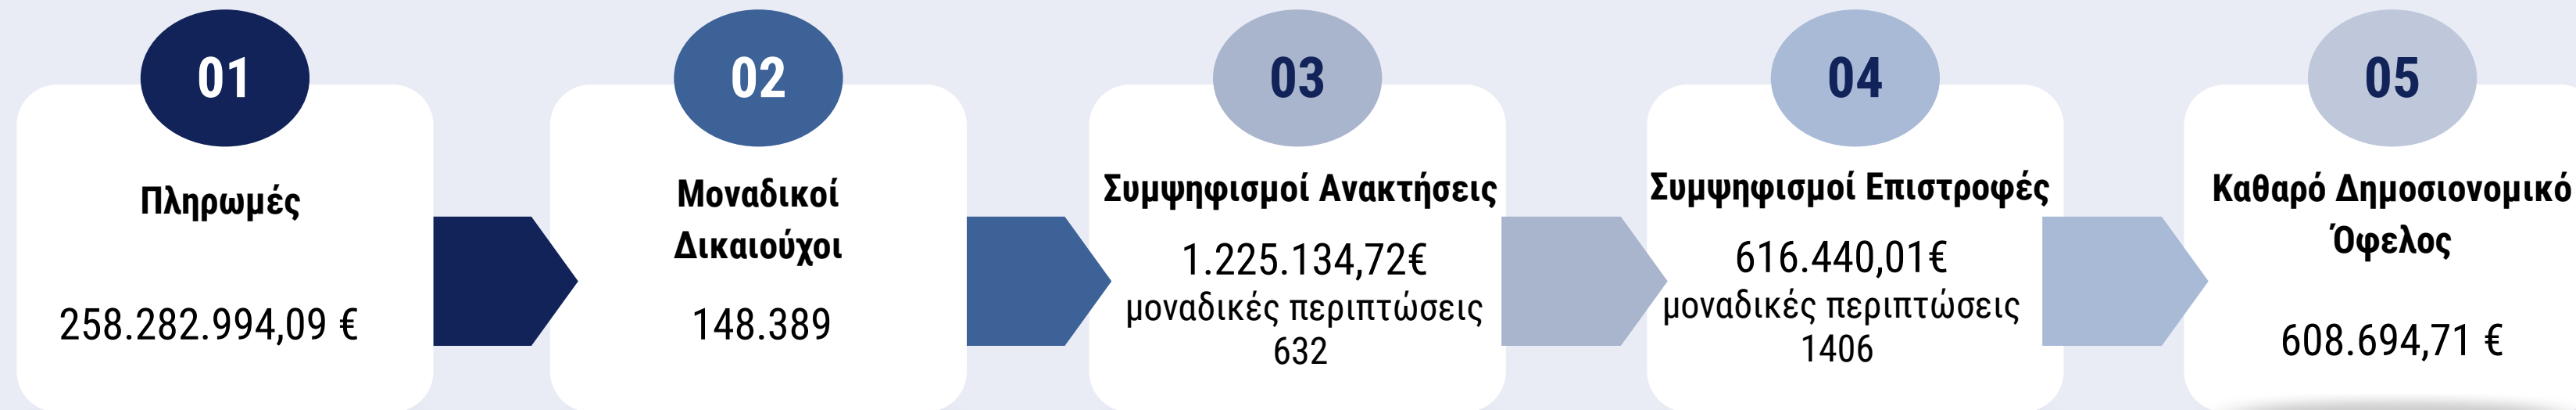 01
Πληρωμές
258.282.994,09 €
02
Μοναδικοί
Δικαιούχοι
148.389
03
Συμψηφισμοί Ανακτήσεις
1.225.134,72€
μοναδικές περιπτώσεις
632
04
Συμψηφισμοί Επιστροφές
616.440,01€
μοναδικές περιπτώσεις
1406
05
Καθαρό Δημοσιονομικό
Όφελος
608.694,71 €